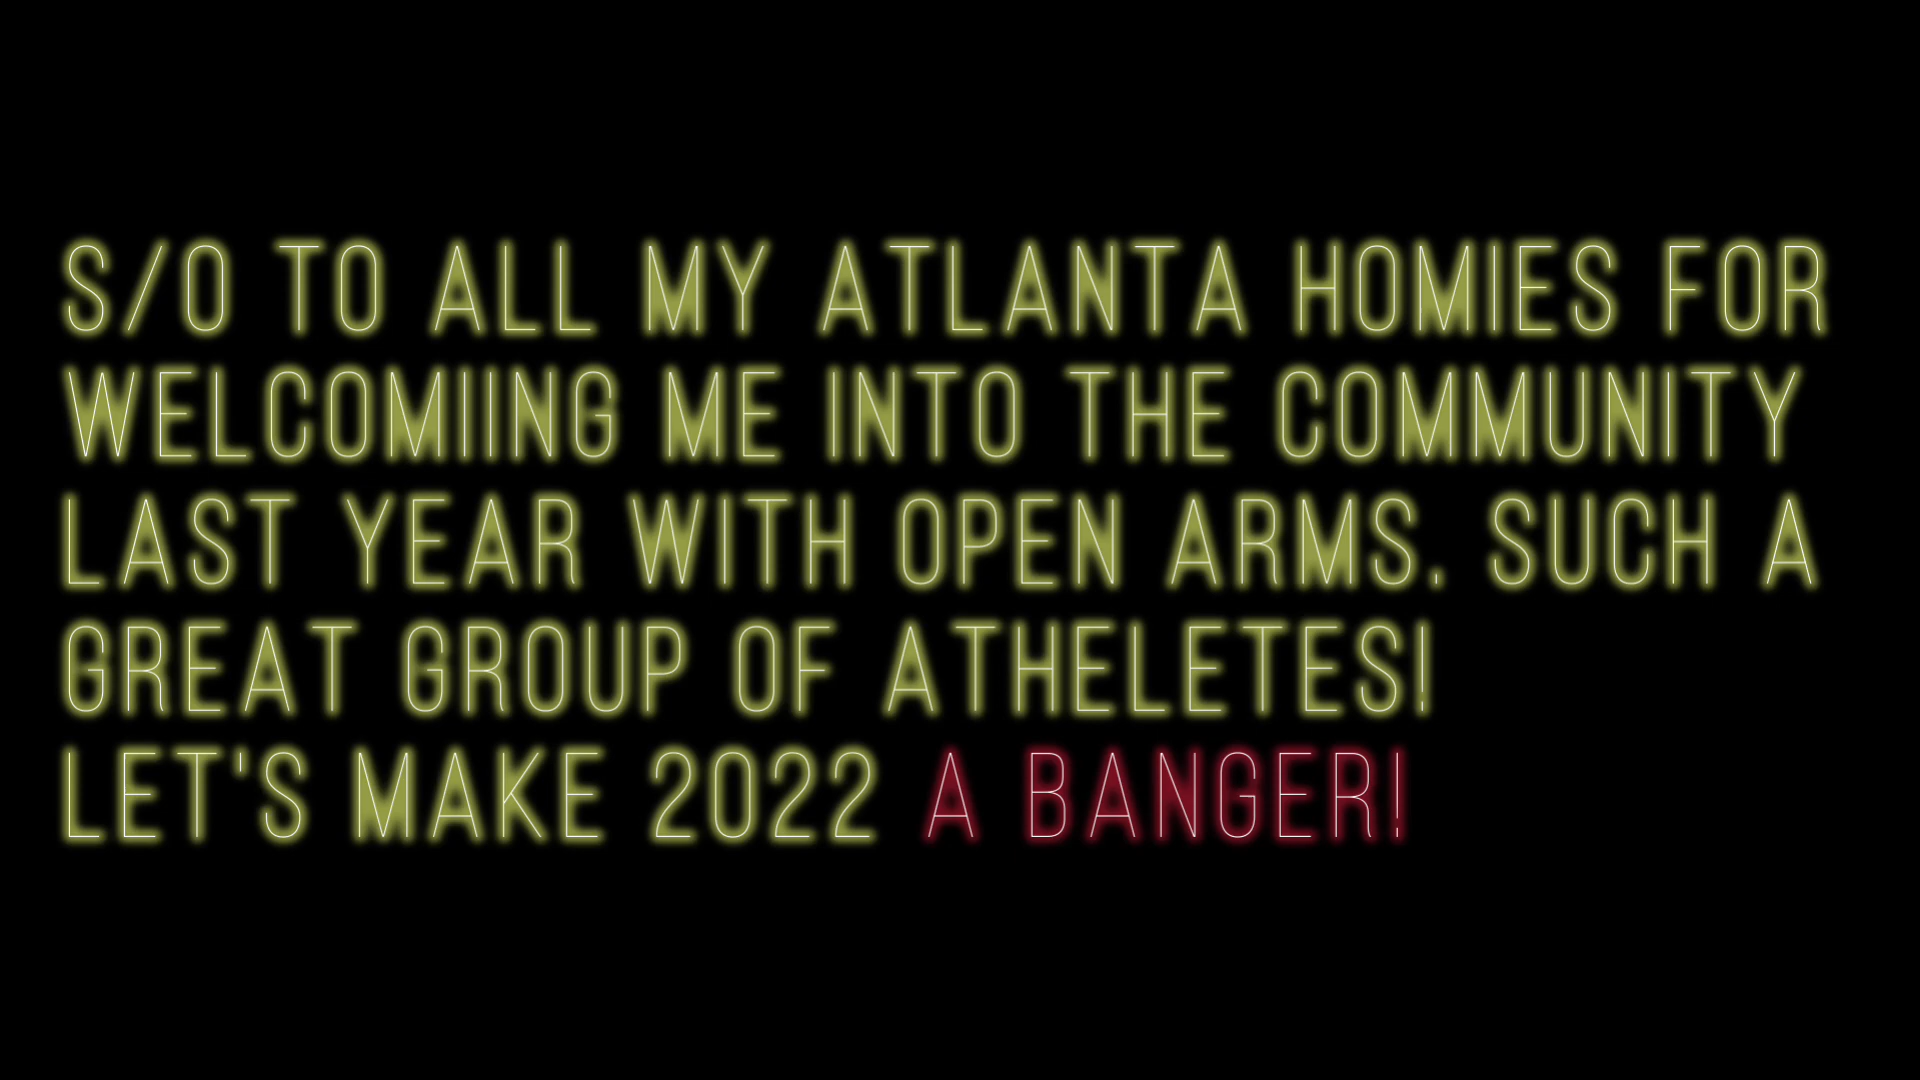 S/O TO ALL MY ATLANTA HOMIES FOR
WELCOMIING ME INTO THE COMMUNITY
LAST YEAR WITH OPEN ARMS. SUCH A
GREAT GROUP OF ATHELETES!
LET'S MAKE 2022 A BANGER!